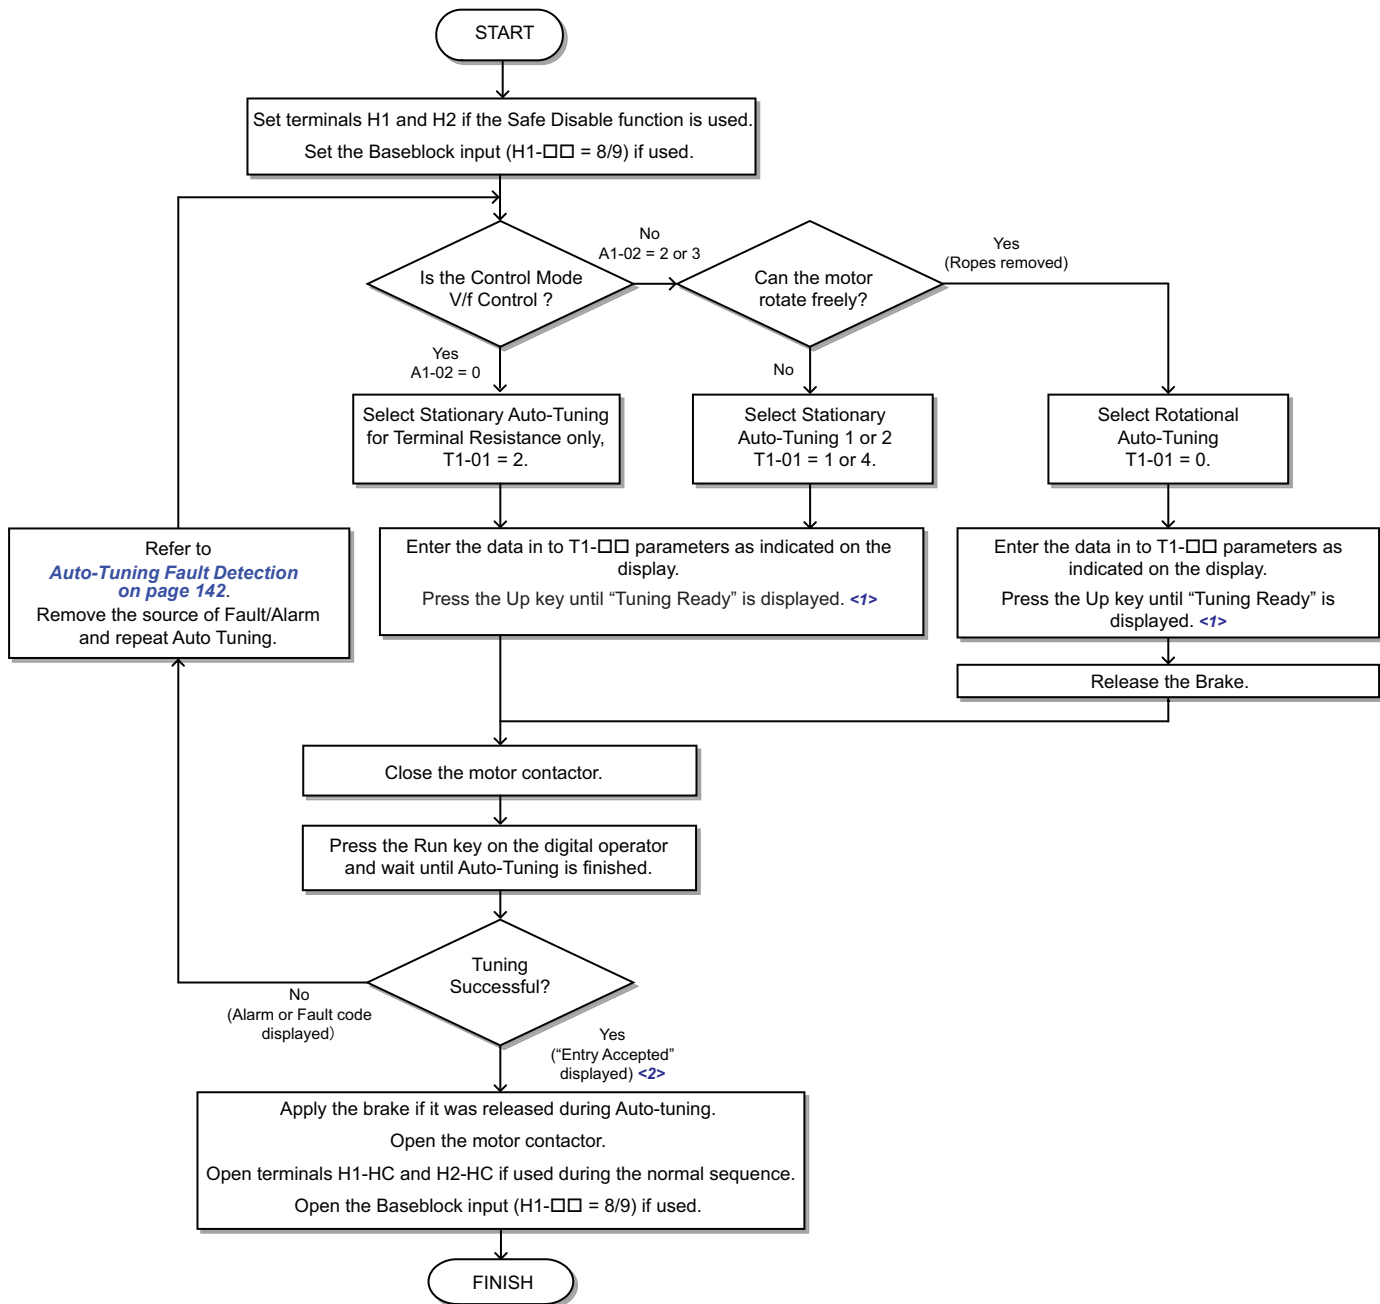 START
Set terminals H1 and H2 if the Safe Disable function is used.
Set the Baseblock input (H1-□□ = 8/9) if used.
Is the Control Mode
V/f Control ?
No
A1-02 = 2 or 3
Can the motor
rotate freely?
Yes
(Ropes removed)
Yes
A1-02 = 0
No
Select Stationary Auto-Tuning
for Terminal Resistance only,
T1-01 = 2.
Select Stationary
Auto-Tuning 1 or 2
T1-01 = 1 or 4.
Select Rotational
Auto-Tuning
T1-01 = 0.
Refer to
Auto-Tuning Fault Detection
on page 142.
Remove the source of Fault/Alarm
and repeat Auto Tuning.
Enter the data in to T1-□□ parameters as indicated on the
display.
Press the Up key until “Tuning Ready” is displayed. <1>
Enter the data in to T1-□□ parameters as
indicated on the display.
Press the Up key until “Tuning Ready” is
displayed. <1>
Release the Brake.
Close the motor contactor.
Press the Run key on the digital operator
and wait until Auto-Tuning is finished.
Tuning
Successful?
No
(Alarm or Fault code
displayed)
Yes
(“Entry Accepted”
displayed) <2>
Apply the brake if it was released during Auto-tuning.
Open the motor contactor.
Open terminals H1-HC and H2-HC if used during the normal sequence.
Open the Baseblock input (H1-□□ = 8/9) if used.
FINISH